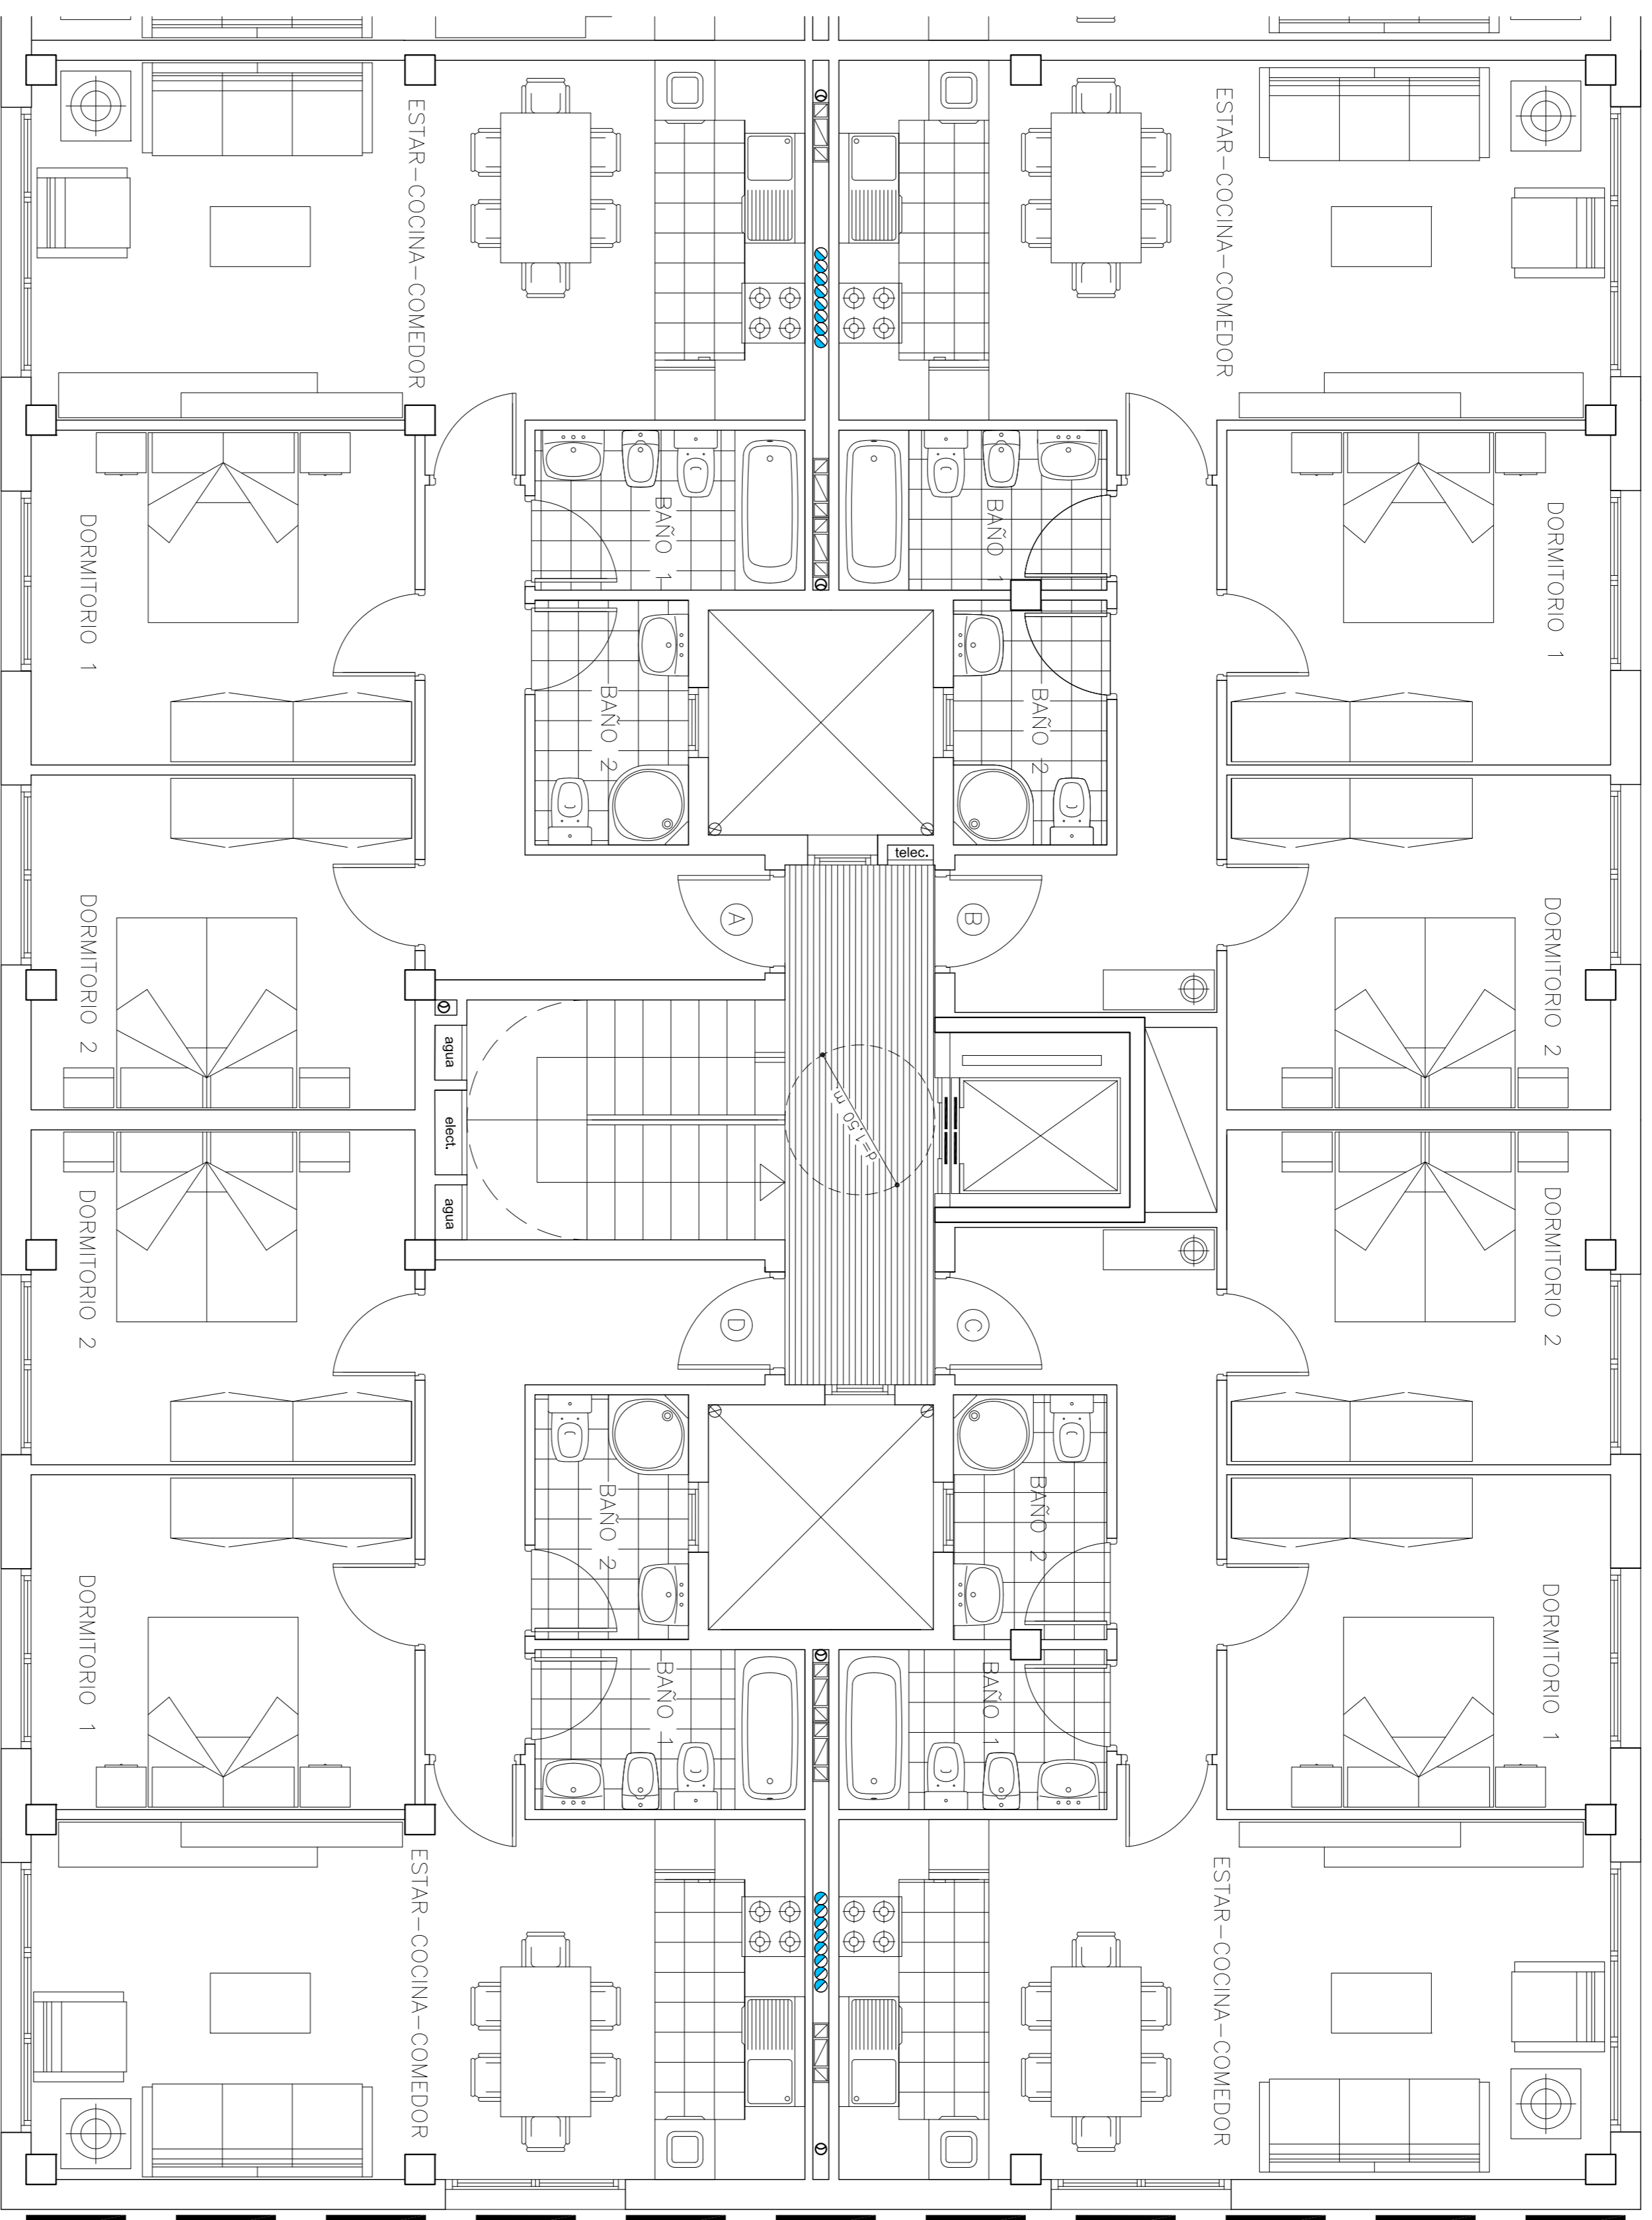 ESTAR-COCINA-COMEDOR
ESTAR-COCINA-COMEDOR
DORMITORIO 1
BAÑO 1
BAÑO 1
DORMITORIO 1
BAÑO 2
BAÑO 2
telec.
DORMITORIO 2
A
B
DORMITORIO 2
agua
elect.
agua
d=1.50 m
DORMITORIO 2
D
C
DORMITORIO 2
BAÑO 2
BAÑO 2
DORMITORIO 1
BAÑO 1
BAÑO 1
DORMITORIO 1
ESTAR-COCINA-COMEDOR
ESTAR-COCINA-COMEDOR